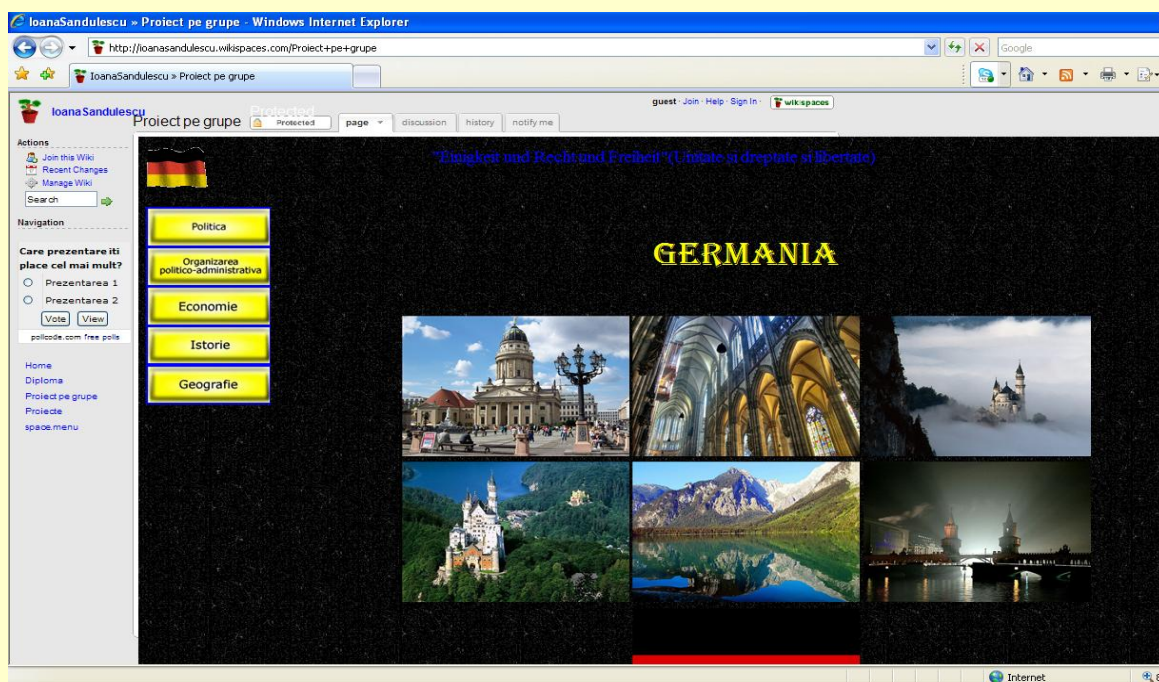 IoanaSandulescu » Proiect pe grupe - Windows Internet Explorer
http://ioanasandulescu.wikispaces.com/Proiect+pe+grupe
Google
IoanaSandulescu » Proiect pe grupe
IoanaSandulescu
guest · Join · Help · Sign In · wikispaces
Protected
Proiect pe grupe Protected page discussion history notify me
Actions
Join this Wiki
Recent Changes
Manage Wiki
Search
Navigation
Care prezentare iti
place cel mai mult?
Prezentarea 1
Prezentarea 2
Vote View
pollcode.com free polls
Home
Diploma
Proiect pe grupe
Proiecte
space.menu
"Einigkeit und Recht und Freiheit"(Unitate si dreptate si libertate)
GERMANIA
Politica
Organizarea
politico-administrativa
Economie
Istorie
Geografie
Internet